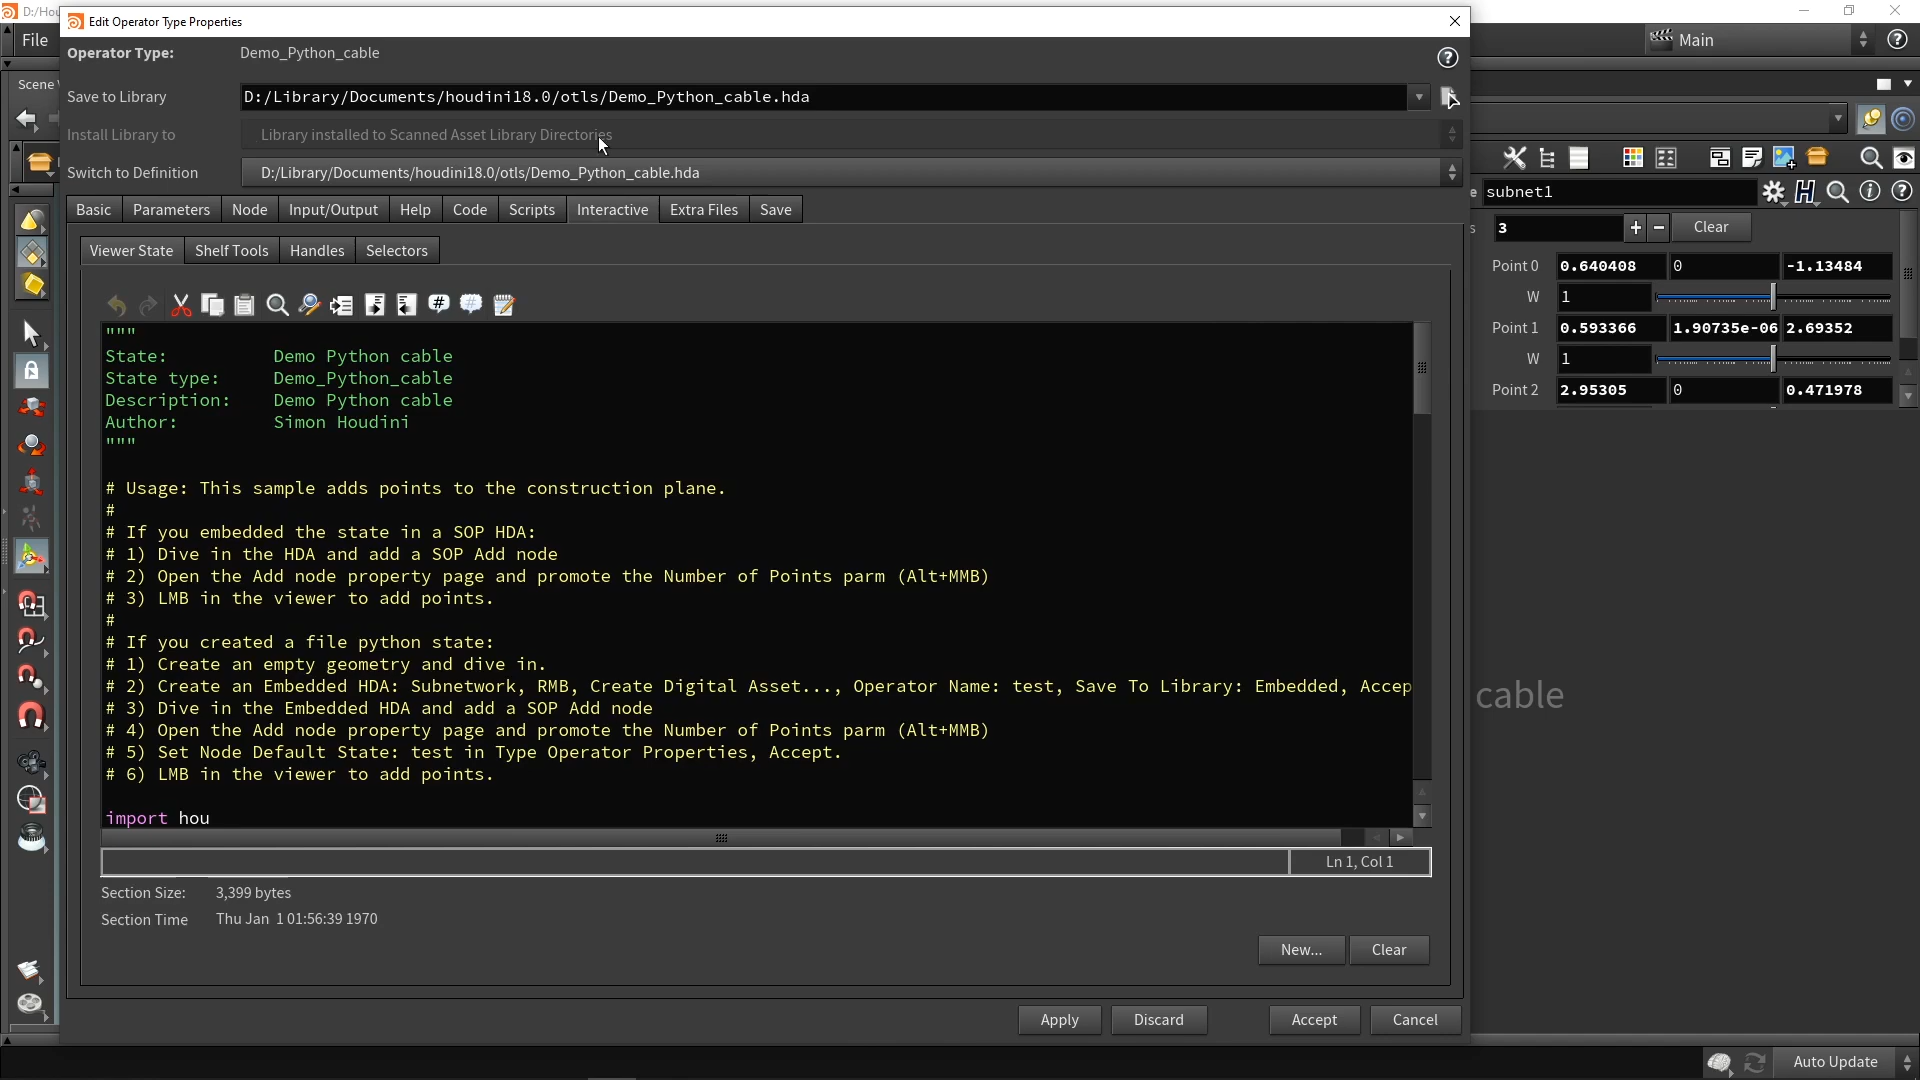 D:/Hou
Edit Operator Type Properties
File
Main
Operator Type: Demo_Python_cable
Scene
Save to Library D:/Library/Documents/houdini18.0/otls/Demo_Python_cable.hda
Install Library to Library installed to Scanned Asset Library Directories
Switch to Definition D:/Library/Documents/houdini18.0/otls/Demo_Python_cable.hda
Basic Parameters Node Input/Output Help Code Scripts Interactive Extra Files Save
Viewer State Shelf Tools Handles Selectors
"""
State: Demo Python cable
State type: Demo_Python_cable
Description: Demo Python cable
Author: Simon Houdini
"""
# Usage: This sample adds points to the construction plane.
#
# If you embedded the state in a SOP HDA:
# 1) Dive in the HDA and add a SOP Add node
# 2) Open the Add node property page and promote the Number of Points parm (Alt+MMB)
# 3) LMB in the viewer to add points.
#
# If you created a file python state:
# 1) Create an empty geometry and dive in.
# 2) Create an Embedded HDA: Subnetwork, RMB, Create Digital Asset..., Operator Name: test, Save To Library: Embedded, Accep
# 3) Dive in the Embedded HDA and add a SOP Add node
# 4) Open the Add node property page and promote the Number of Points parm (Alt+MMB)
# 5) Set Node Default State: test in Type Operator Properties, Accept.
# 6) LMB in the viewer to add points.
import hou
Ln 1, Col 1
Section Size: 3,399 bytes
Section Time Thu Jan 1 01:56:39 1970
New... Clear
Apply Discard Accept Cancel
e subnet1
s 3 + - Clear
Point 0 0.640408 0 -1.13484
W 1
Point 1 0.593366 1.90735e-06 2.69352
W 1
Point 2 2.95305 0 0.471978
cable
Auto Update